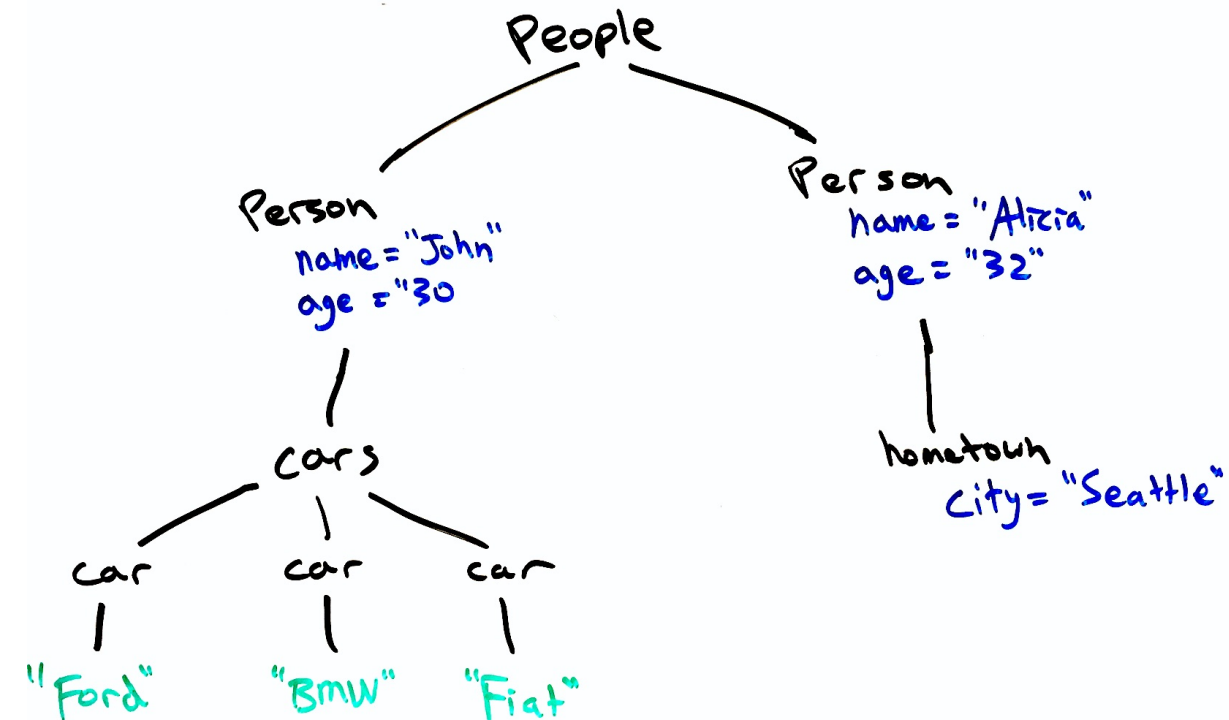 People
Person
name="John"
age="30
Person
name="Alicia"
age="32"
cars
hometown
city="Seattle"
car car car
"Ford" "BMW" "Fiat"